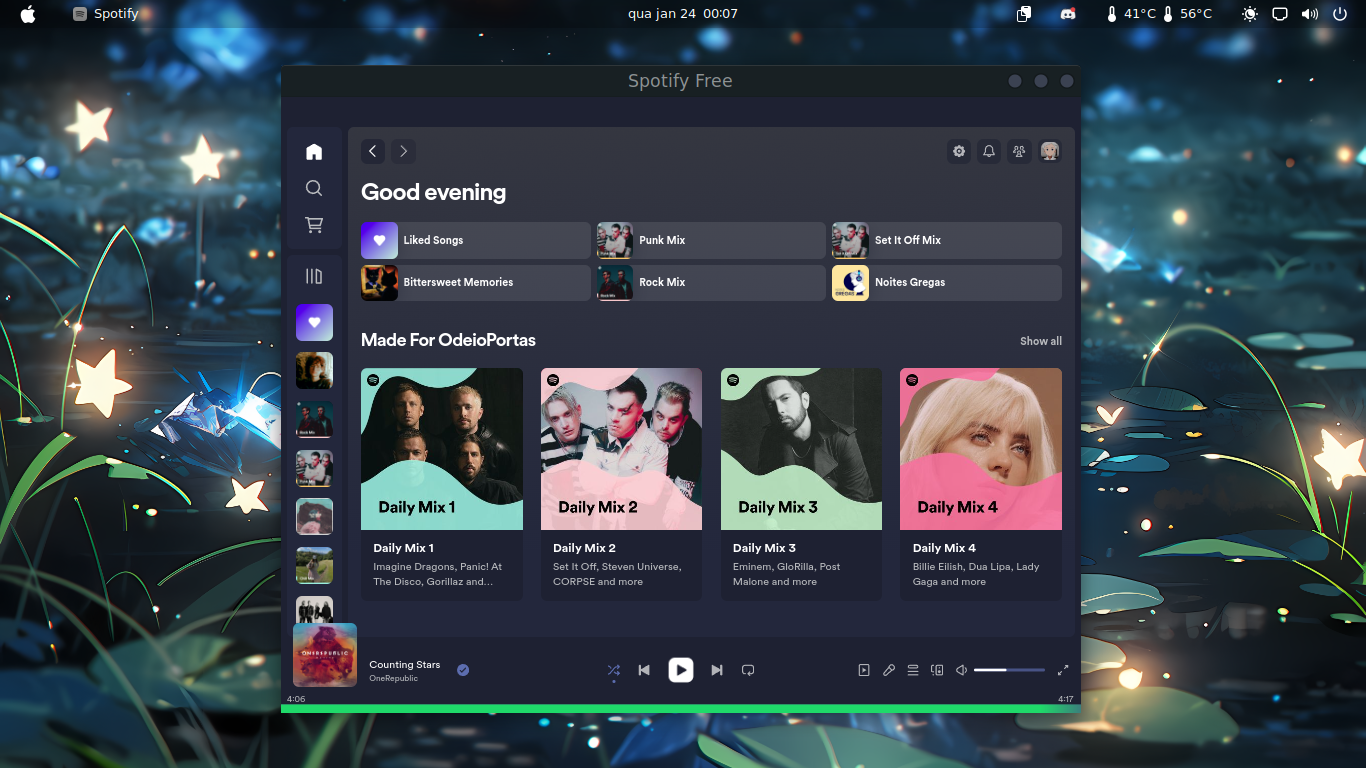 Spotify
qua jan 24 00:07
41°C
56°C
Spotify Free
Good evening
Liked Songs
Punk Mix
Set It Off Mix
Bittersweet Memories
Rock Mix
Noites Gregas
Made For OdeioPortas
Show all
Daily Mix 1
Daily Mix 2
Daily Mix 3
Daily Mix 4
Daily Mix 1
Imagine Dragons, Panic! At
The Disco, Gorillaz and...
Daily Mix 2
Set It Off, Steven Universe,
CORPSE and more
Daily Mix 3
Eminem, GloRilla, Post
Malone and more
Daily Mix 4
Billie Eilish, Dua Lipa, Lady
Gaga and more
ONEREPUBLIC
Counting Stars
OneRepublic
4:06
4:17